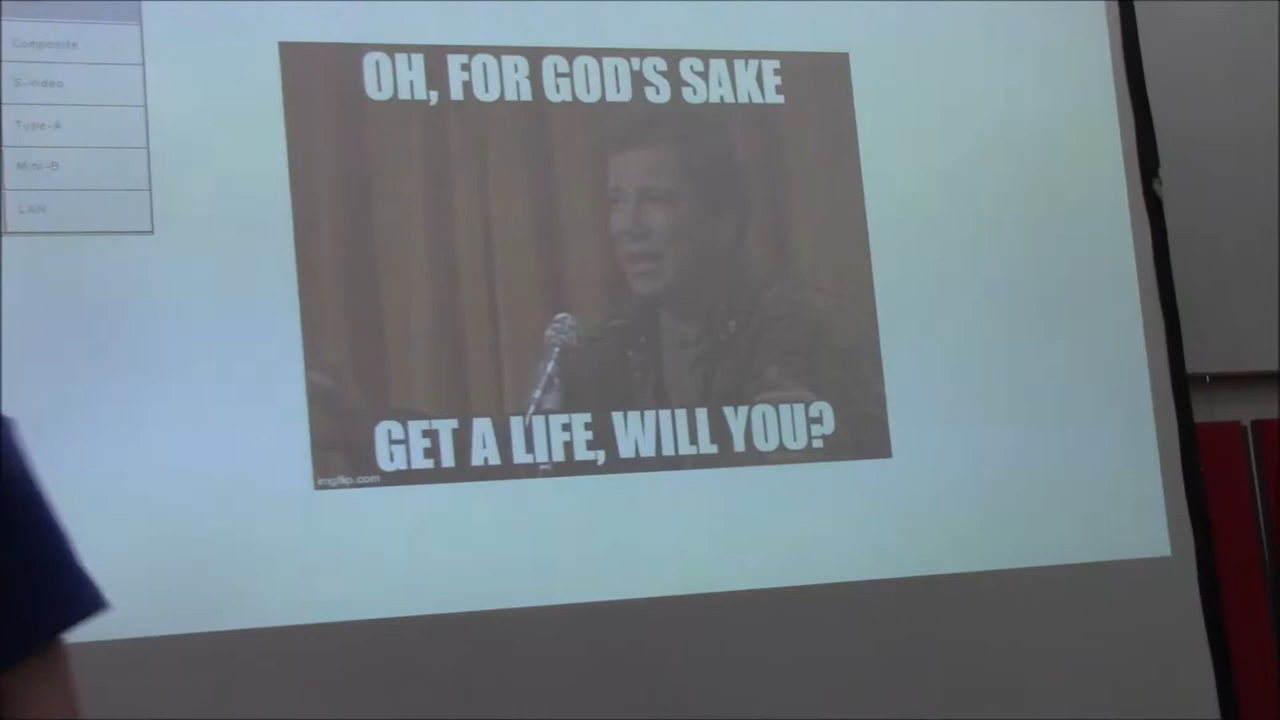 Composite
S-Video
Type-A
Mini-B
LAN
OH, FOR GOD'S SAKE
GET A LIFE, WILL YOU?
imgflip.com